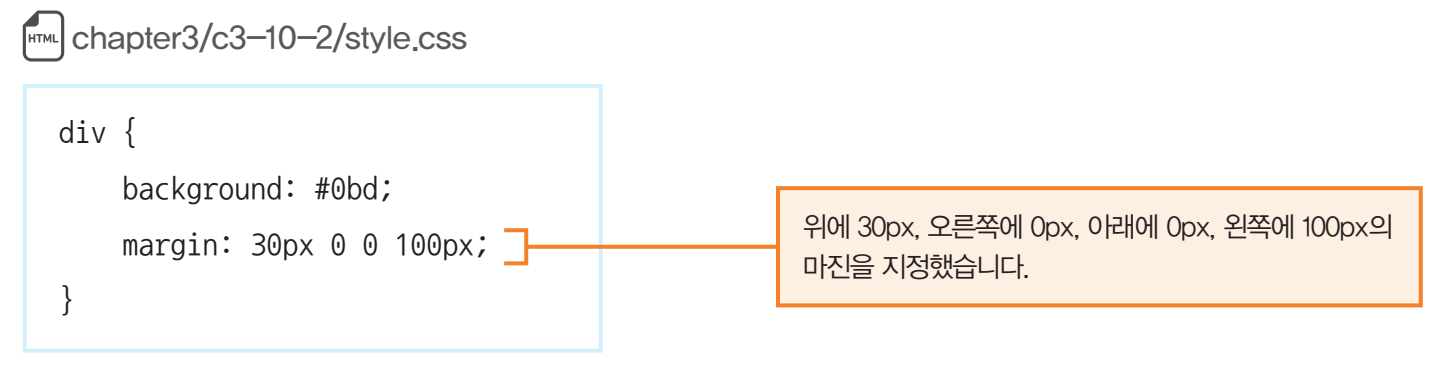 HTML chapter3/c3-10-2/style.css
div {
background: #0bd;
margin: 30px 0 0 100px;
}
위에 30px, 오른쪽에 0px, 아래에 0px, 왼쪽에 100px의
마진을 지정했습니다.